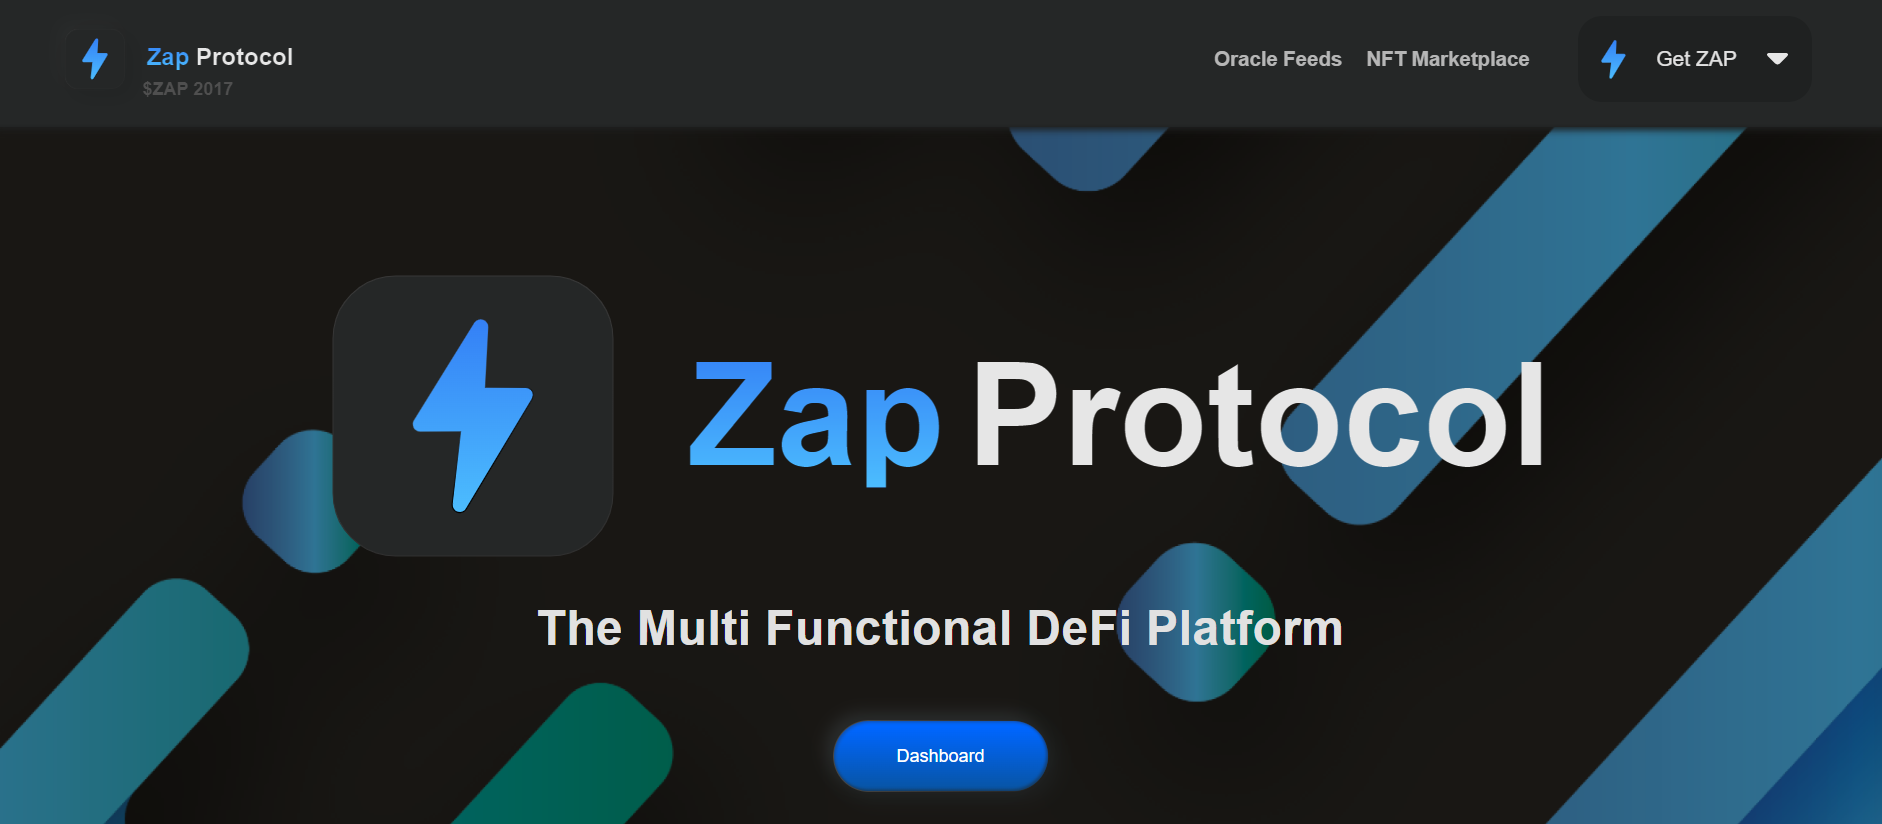 Zap Protocol
$ZAP 2017
Oracle Feeds
NFT Marketplace
Get ZAP
Zap Protocol
The Multi Functional DeFi Platform
Dashboard